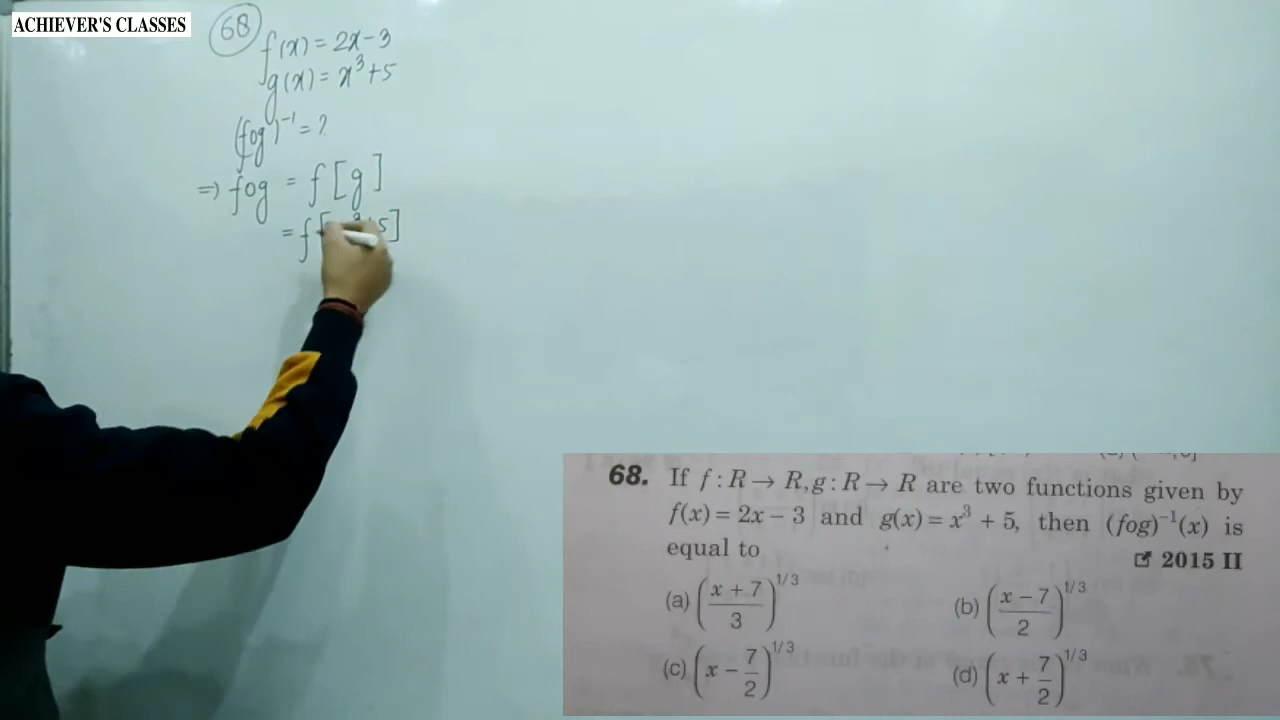 ACHIEVER'S CLASSES
68
f(x) = 2x-3
g(x) = x³+5
(fog)⁻¹ = ?
⇒ fog = f[g]
= f[ ³+5]
68. If f : R → R, g : R → R are two functions given by
f(x) = 2x − 3 and g(x) = x³ + 5, then (fog)⁻¹(x) is
equal to
2015 II
(a) ((x + 7)/3)^1/3 (b) ((x − 7)/2)^1/3
(c) (x − 7/2)^1/3 (d) (x + 7/2)^1/3